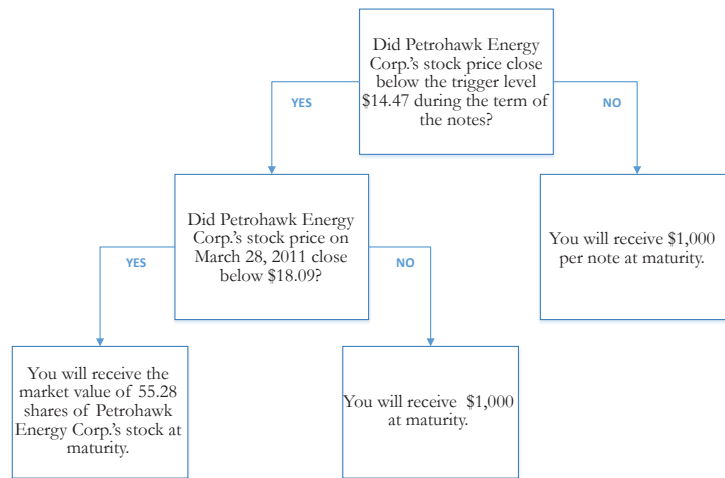 Did Petrohawk Energy
Corp.'s stock price close
below the trigger level
$14.47 during the term of
the notes?
YES
NO
Did Petrohawk Energy
Corp.'s stock price on
March 28, 2011 close
below $18.09?
You will receive $1,000
per note at maturity.
YES
NO
You will receive the
market value of 55.28
shares of Petrohawk
Energy Corp.'s stock at
maturity.
You will receive $1,000
at maturity.